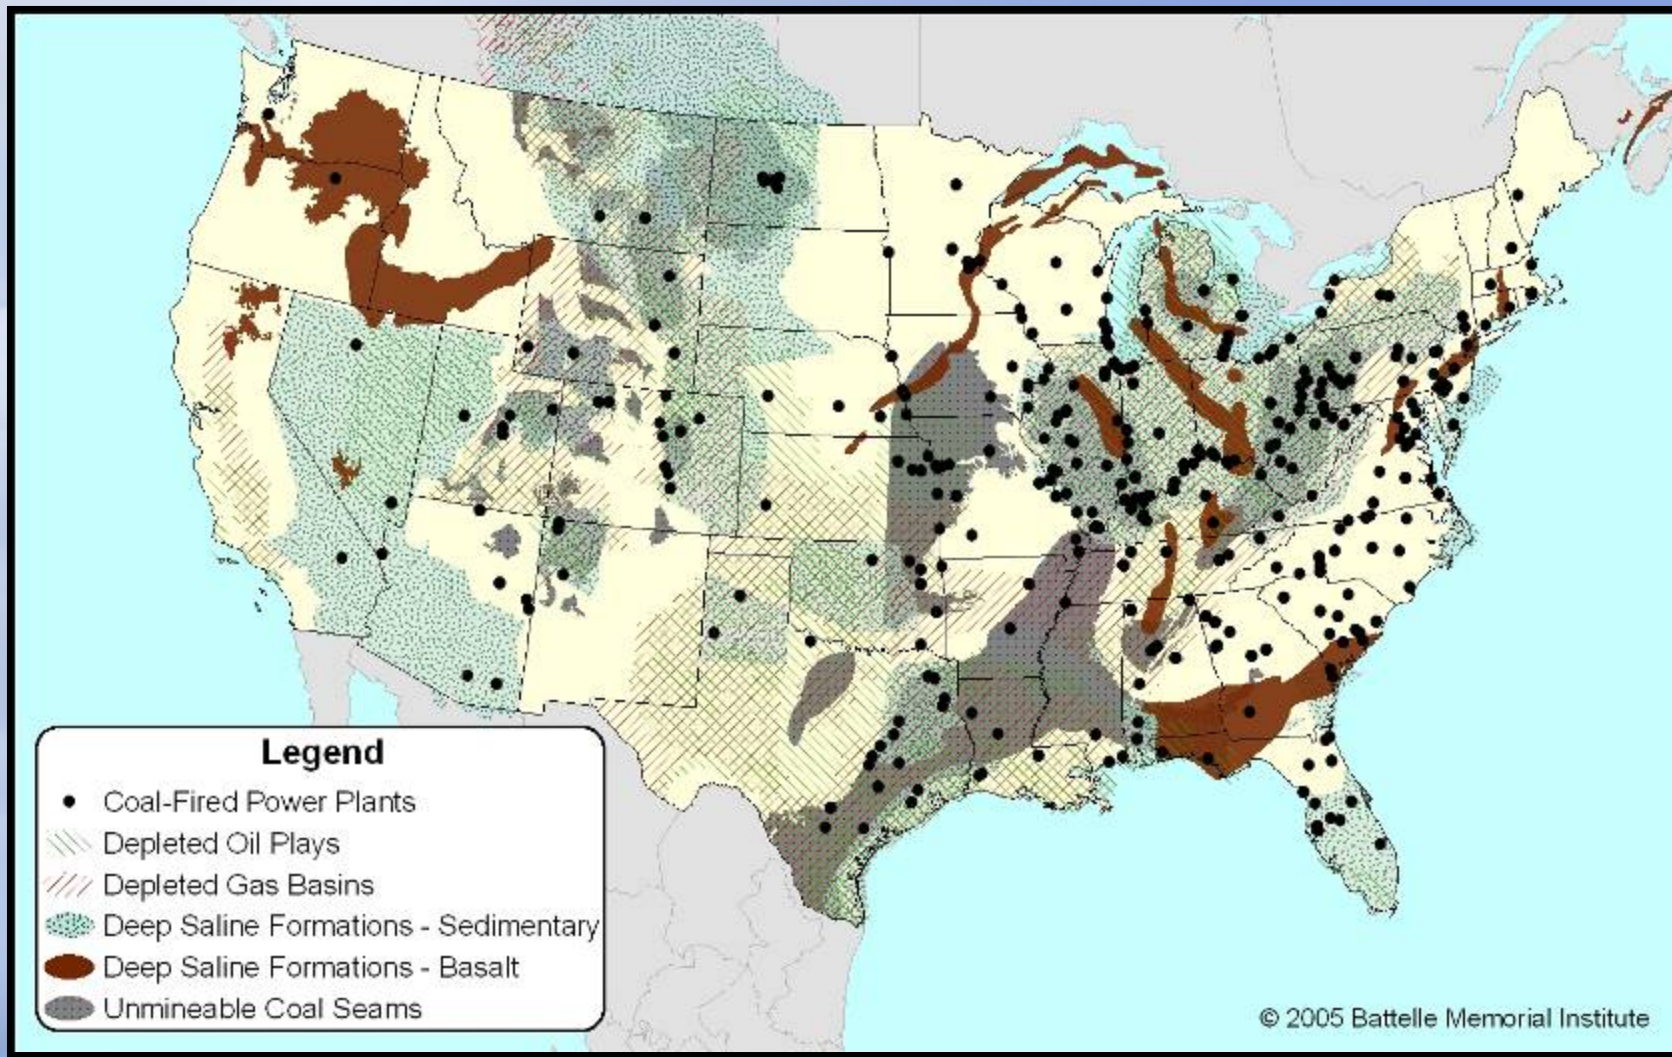 Legend
Coal-Fired Power Plants
Depleted Oil Plays
Depleted Gas Basins
Deep Saline Formations - Sedimentary
Deep Saline Formations - Basalt
Unmineable Coal Seams
© 2005 Battelle Memorial Institute